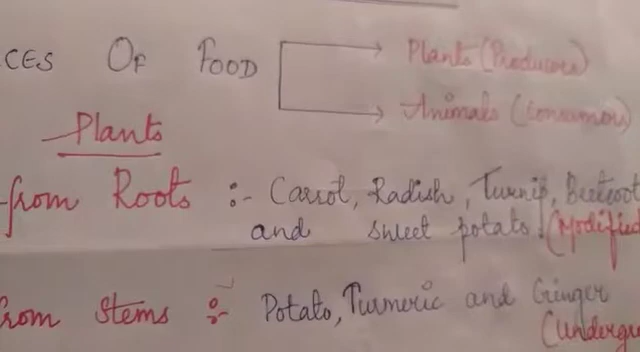 CES OF FOOD Plants (Producers)
Animals (Consumers)
Plants
from Roots :- Carrot, Radish, Turnip, Beetroot
and sweet potato. (Modified
from Stems :- Potato, Turmeric and Ginger
(Undergr